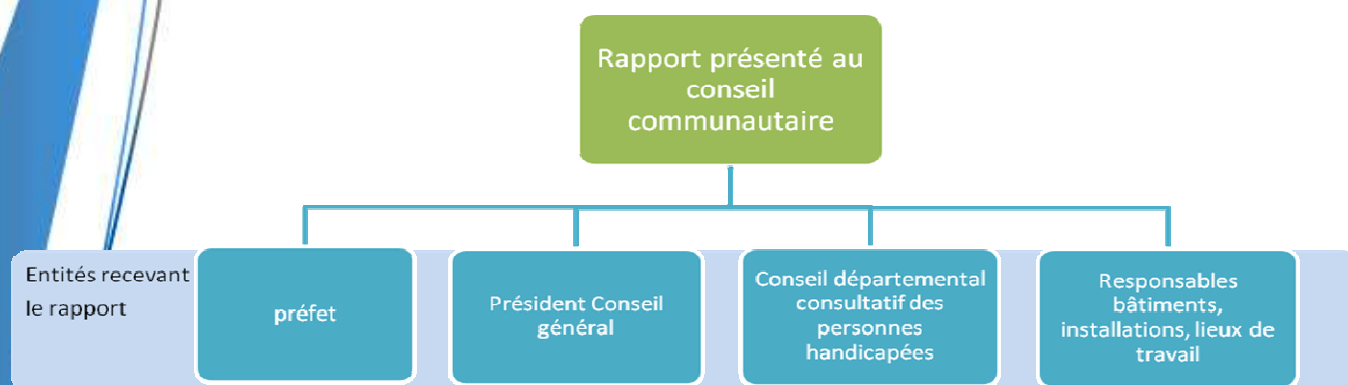 Rapport présenté au
conseil
communautaire
Entités recevant
le rapport
préfet
Président Conseil
général
Conseil départemental
consultatif des
personnes
handicapées
Responsables
bâtiments,
installations, lieux de
travail